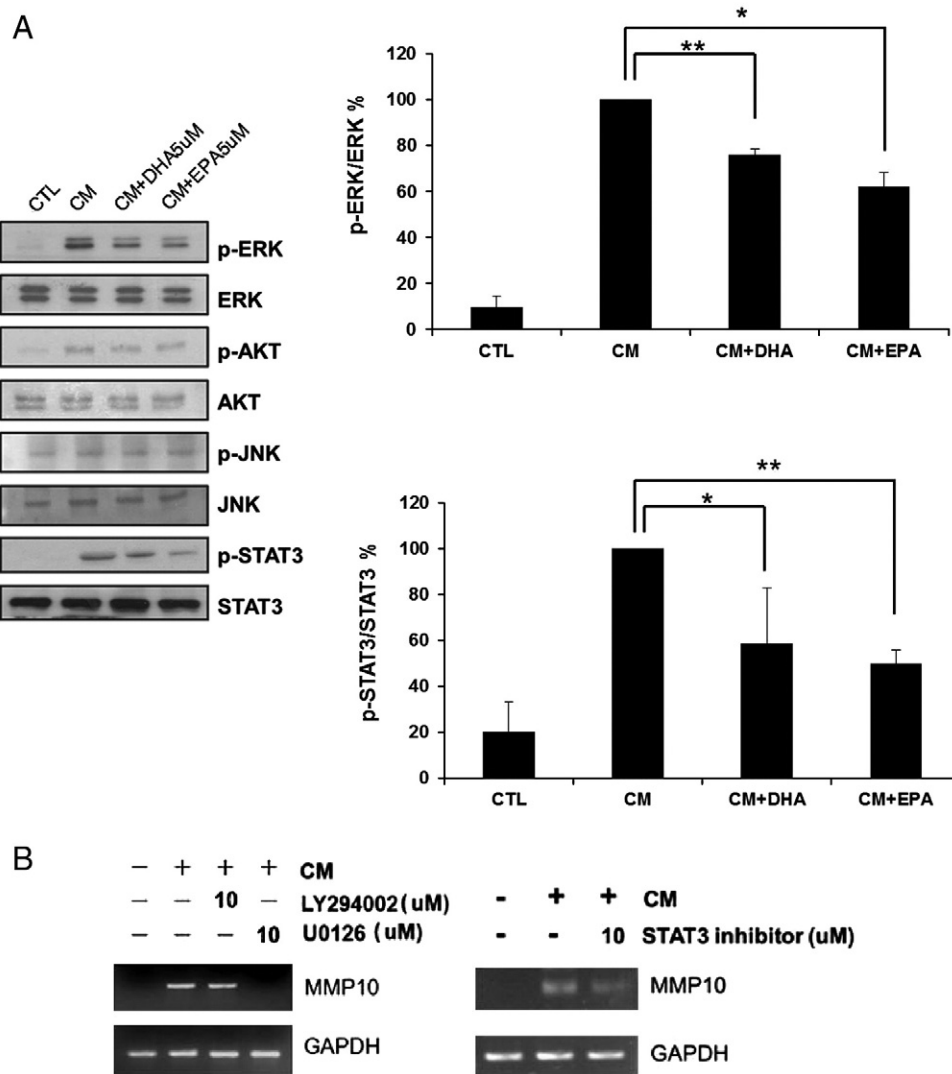 A
CTL CM CM+DHA5uM CM+EPA5uM
p-ERK
ERK
p-AKT
AKT
p-JNK
JNK
p-STAT3
STAT3
p-ERK/ERK %
120
100
80
60
40
20
0
CTL CM CM+DHA CM+EPA
*
**
p-STAT3/STAT3 %
120
100
80
60
40
20
0
CTL CM CM+DHA CM+EPA
**
*
B
– + + + CM
– – 10 – LY294002 (uM)
– – – 10 U0126 (uM)
MMP10
GAPDH
- + + CM
- - 10 STAT3 inhibitor (uM)
MMP10
GAPDH